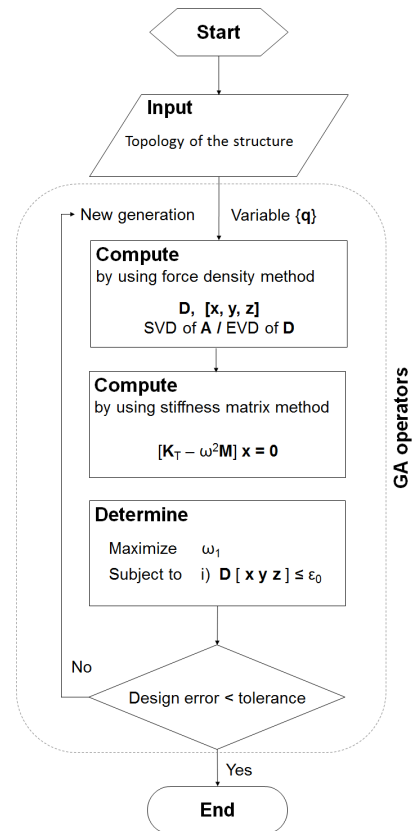 Start
Input
Topology of the structure
New generation
Variable {q}
Compute
by using force density method
D, [x, y, z]
SVD of A / EVD of D
Compute
by using stiffness matrix method
[K_T – ω²M] x = 0
Determine
Maximize ω₁
Subject to i) D [ x y z ] ≤ ε₀
No
Design error < tolerance
Yes
End
GA operators